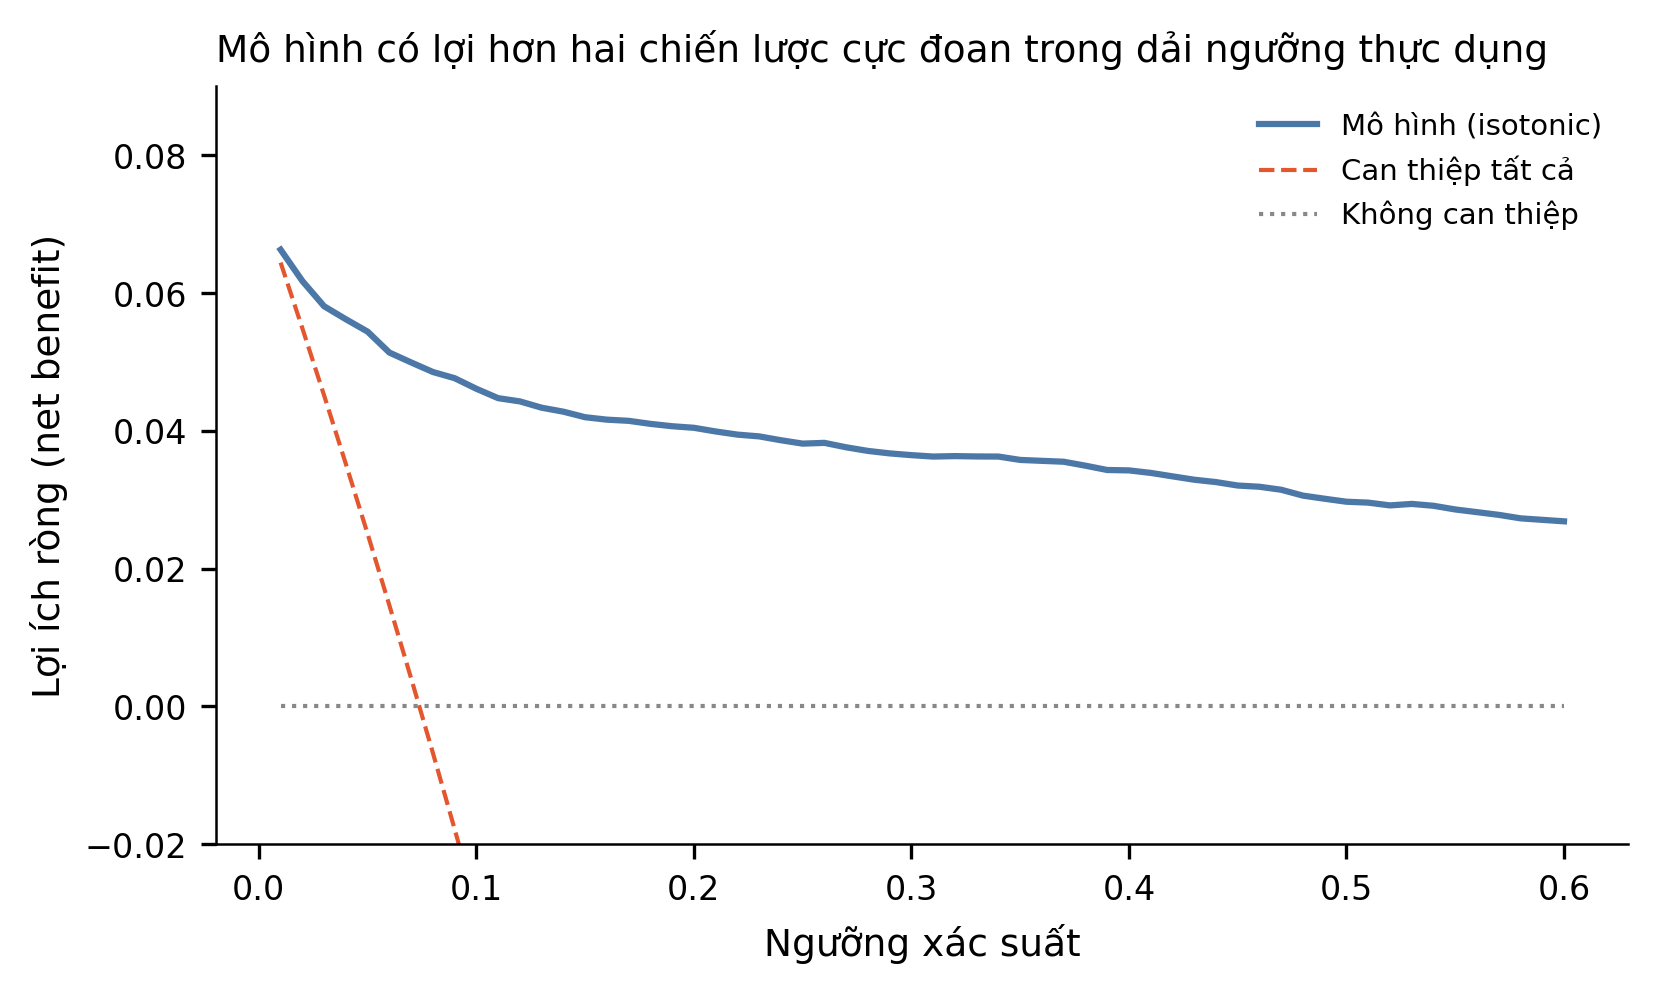 Mô hình có lợi hơn hai chiến lược cực đoan trong dải ngưỡng thực dụng
Mô hình (isotonic)
Can thiệp tất cả
Không can thiệp
Lợi ích ròng (net benefit)
0.08
0.06
0.04
0.02
0.00
−0.02
0.0 0.1 0.2 0.3 0.4 0.5 0.6
Ngưỡng xác suất